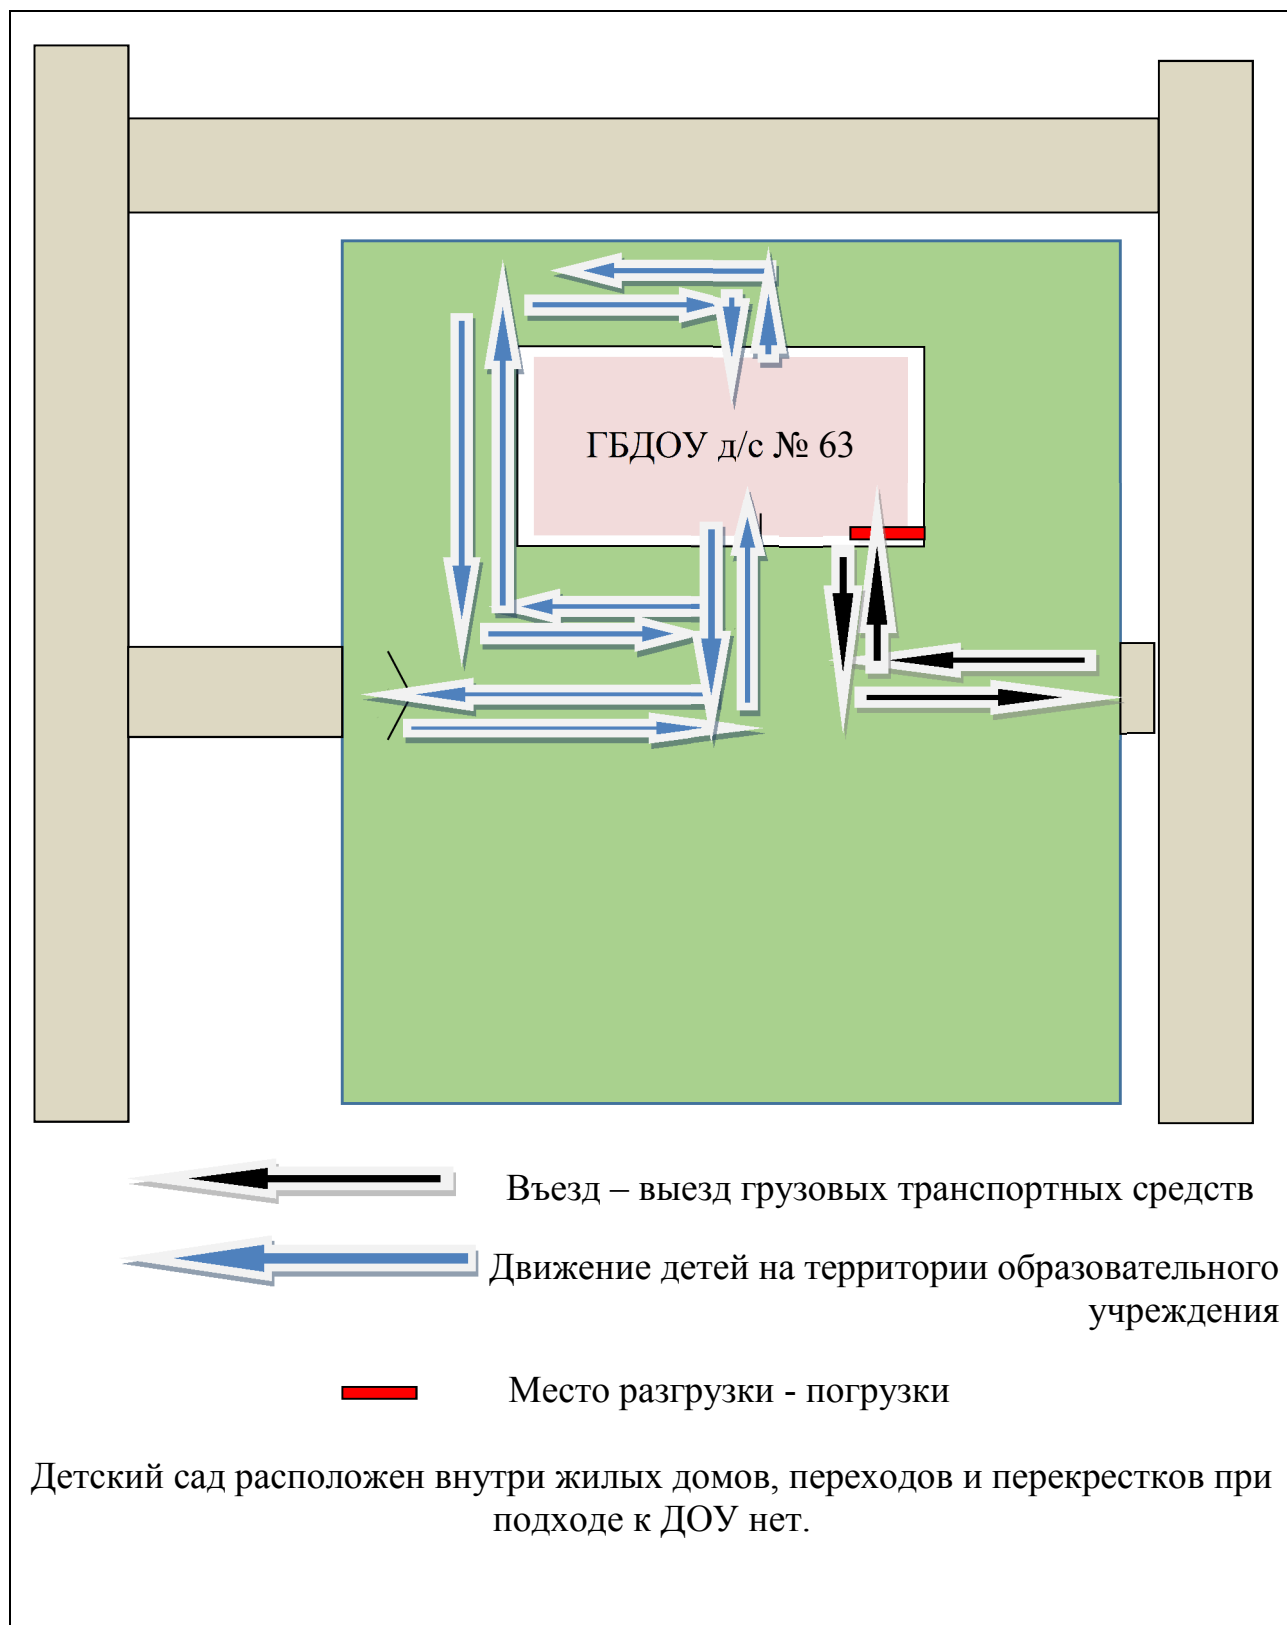 ГБДОУ д/с № 63
Въезд – выезд грузовых транспортных средств
Движение детей на территории образовательного
учреждения
Место разгрузки - погрузки
Детский сад расположен внутри жилых домов, переходов и перекрестков при
подходе к ДОУ нет.